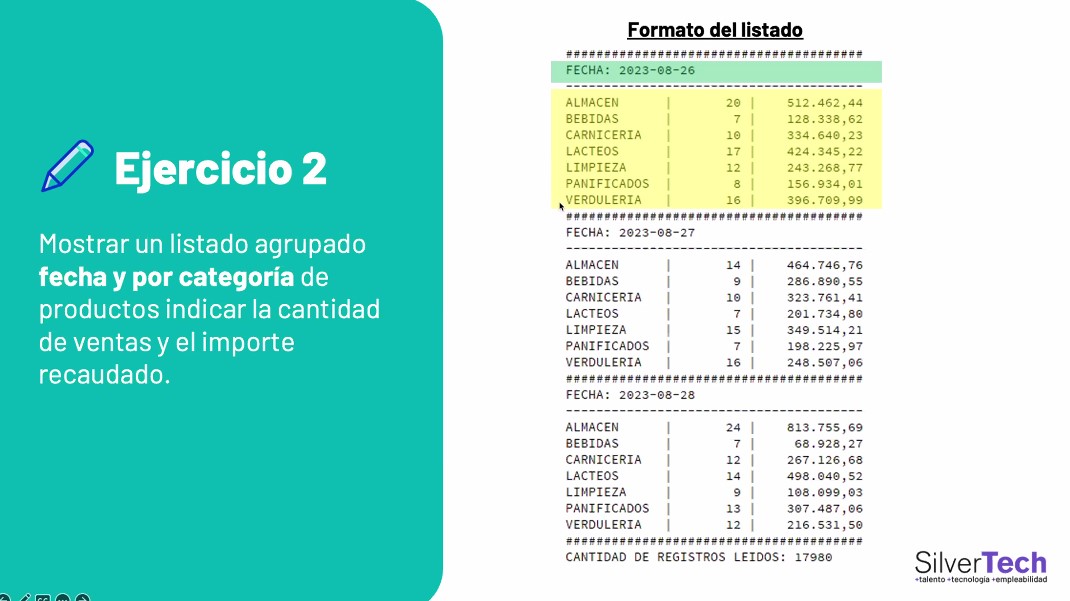 Ejercicio 2
Mostrar un listado agrupado
fecha y por categoría de
productos indicar la cantidad
de ventas y el importe
recaudado.
Formato del listado
#######################################
FECHA: 2023-08-26
---------------------------------------
ALMACEN | 20 | 512.462,44
BEBIDAS | 7 | 128.338,62
CARNICERIA | 10 | 334.640,23
LACTEOS | 17 | 424.345,22
LIMPIEZA | 12 | 243.268,77
PANIFICADOS | 8 | 156.934,01
VERDULERIA | 16 | 396.709,99
#######################################
FECHA: 2023-08-27
---------------------------------------
ALMACEN | 14 | 464.746,76
BEBIDAS | 9 | 286.890,55
CARNICERIA | 10 | 323.761,41
LACTEOS | 7 | 201.734,80
LIMPIEZA | 15 | 349.514,21
PANIFICADOS | 7 | 198.225,97
VERDULERIA | 16 | 248.507,06
#######################################
FECHA: 2023-08-28
---------------------------------------
ALMACEN | 24 | 813.755,69
BEBIDAS | 7 | 68.928,27
CARNICERIA | 12 | 267.126,68
LACTEOS | 14 | 498.040,52
LIMPIEZA | 9 | 108.099,03
PANIFICADOS | 13 | 307.487,06
VERDULERIA | 12 | 216.531,50
#######################################
CANTIDAD DE REGISTROS LEIDOS: 17980
SilverTech
+talento +tecnología +empleabilidad